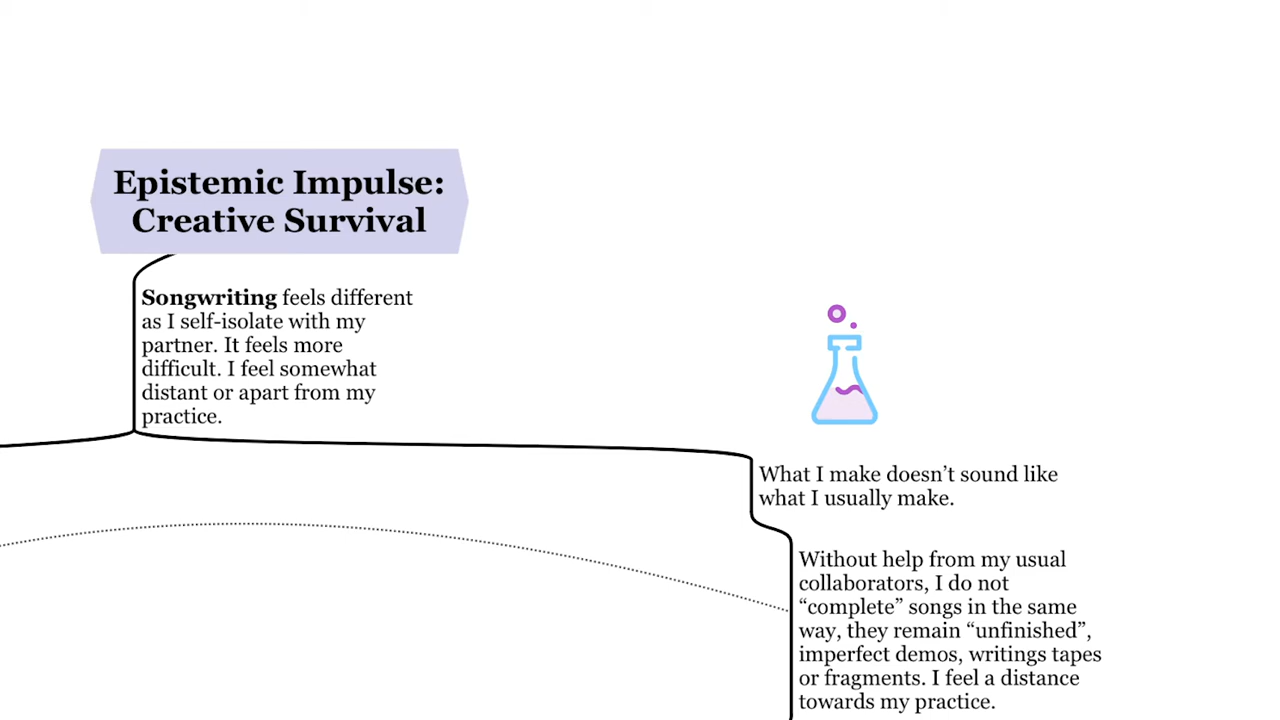 Epistemic Impulse:
Creative Survival
Songwriting feels different
as I self-isolate with my
partner. It feels more
difficult. I feel somewhat
distant or apart from my
practice.
What I make doesn’t sound like
what I usually make.
Without help from my usual
collaborators, I do not
“complete” songs in the same
way, they remain “unfinished”,
imperfect demos, writings tapes
or fragments. I feel a distance
towards my practice.